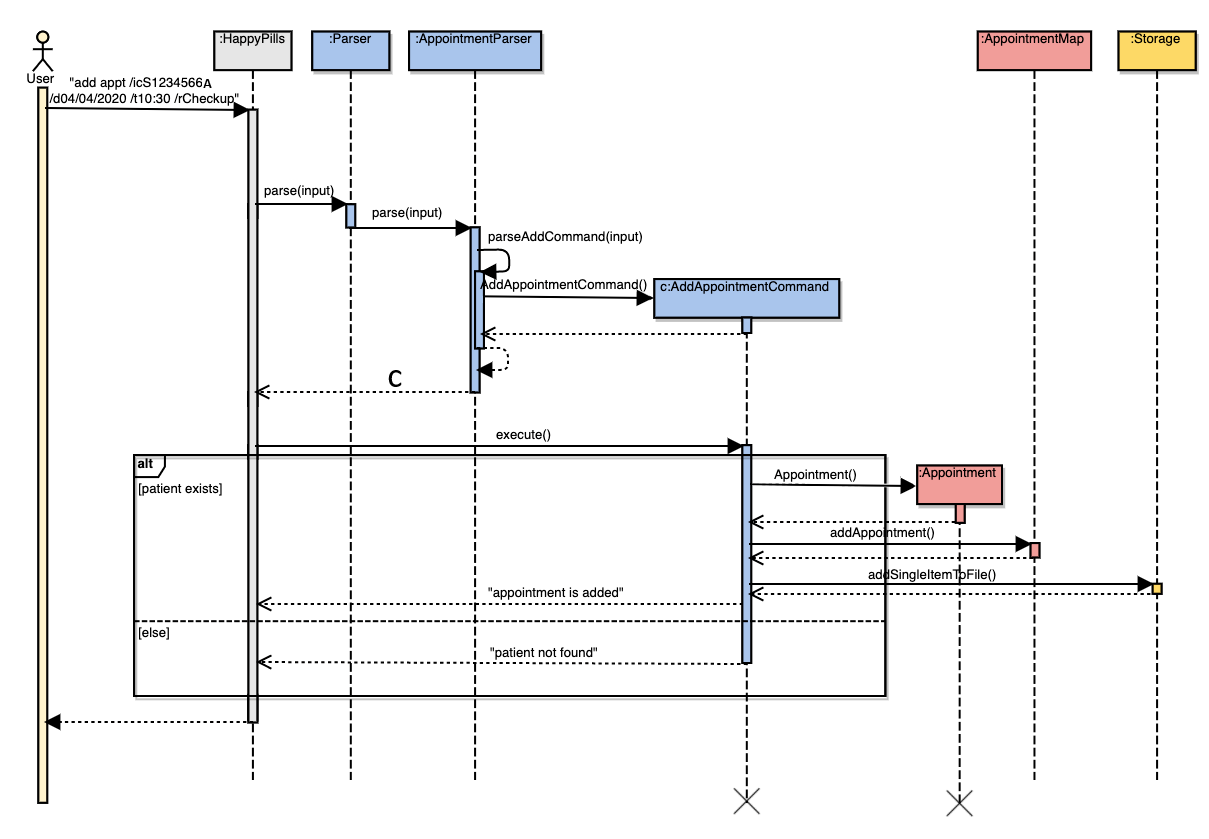 :HappyPills
:Parser
:AppointmentParser
:AppointmentMap
:Storage
User
"add appt /icS1234566A
/d04/04/2020 /t10:30 /rCheckup"
parse(input)
parse(input)
parseAddCommand(input)
AddAppointmentCommand()
c:AddAppointmentCommand
C
execute()
alt
[patient exists]
Appointment()
:Appointment
addAppointment()
addSingleItemToFile()
"appointment is added"
[else]
"patient not found"